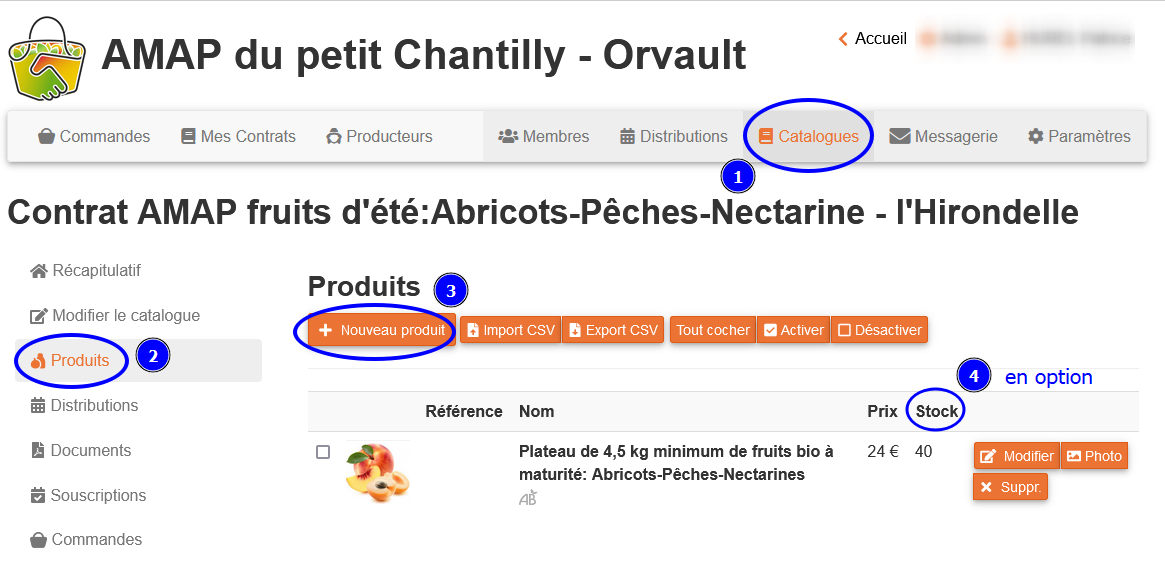 AMAP du petit Chantilly - Orvault
Accueil
Commandes Mes Contrats Producteurs Membres Distributions Catalogues Messagerie Paramètres
1
Contrat AMAP fruits d'été:Abricots-Pêches-Nectarine - l'Hirondelle
Récapitulatif
Modifier le catalogue
Produits
2
Distributions
Documents
Souscriptions
Commandes
Produits
3
Nouveau produit Import CSV Export CSV Tout cocher Activer Désactiver
4 en option
Référence Nom Prix Stock
Plateau de 4,5 kg minimum de fruits bio à
maturité: Abricots-Pêches-Nectarines
AB
24 € 40
Modifier Photo
Suppr.